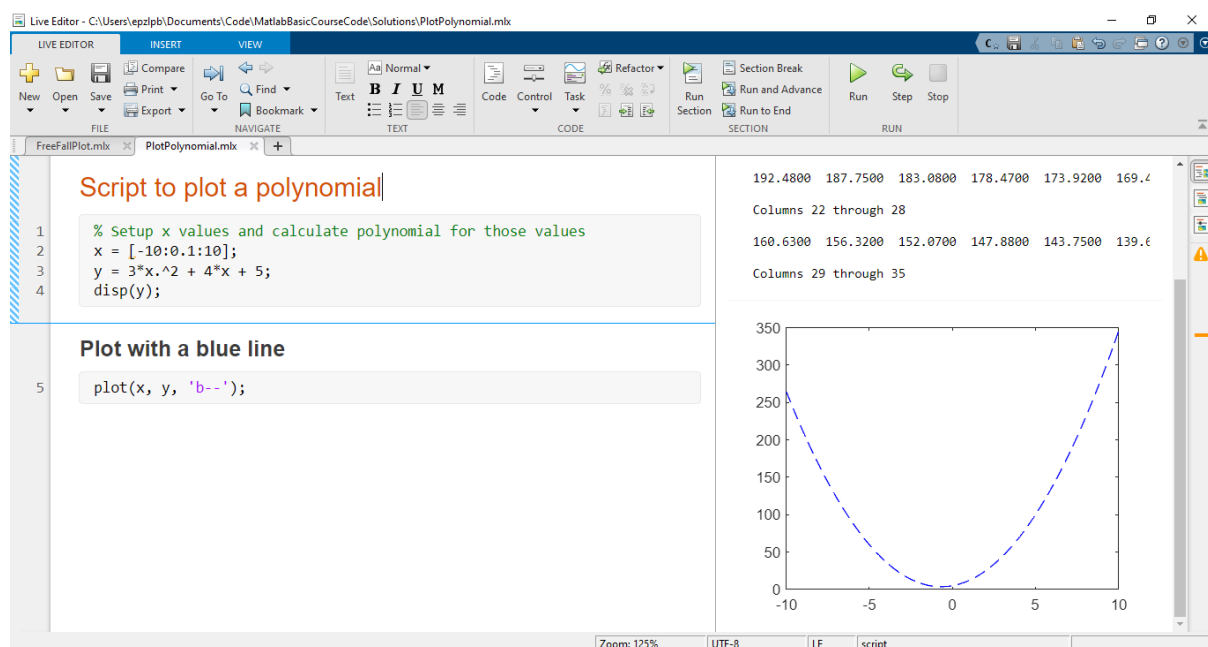 Live Editor - C:\Users\epzlpb\Documents\Code\MatlabBasicCourseCode\Solutions\PlotPolynomial.mlx
LIVE EDITOR INSERT VIEW
New Open Save Compare Print Export
FILE
Go To Find Bookmark
NAVIGATE
Text Aa Normal
B I U M
TEXT
Code Control Task Refactor
CODE
Run Section Section Break
Run and Advance
Run to End
SECTION
Run Step Stop
RUN
FreeFallPlot.mlx PlotPolynomial.mlx +
Script to plot a polynomial
1 % Setup x values and calculate polynomial for those values
2 x = [-10:0.1:10];
3 y = 3*x.^2 + 4*x + 5;
4 disp(y);
Plot with a blue line
5 plot(x, y, 'b--');
192.4800 187.7500 183.0800 178.4700 173.9200 169.4
Columns 22 through 28
160.6300 156.3200 152.0700 147.8800 143.7500 139.6
Columns 29 through 35
350
300
250
200
150
100
50
0
-10 -5 0 5 10
Zoom: 125% UTF-8 LF script